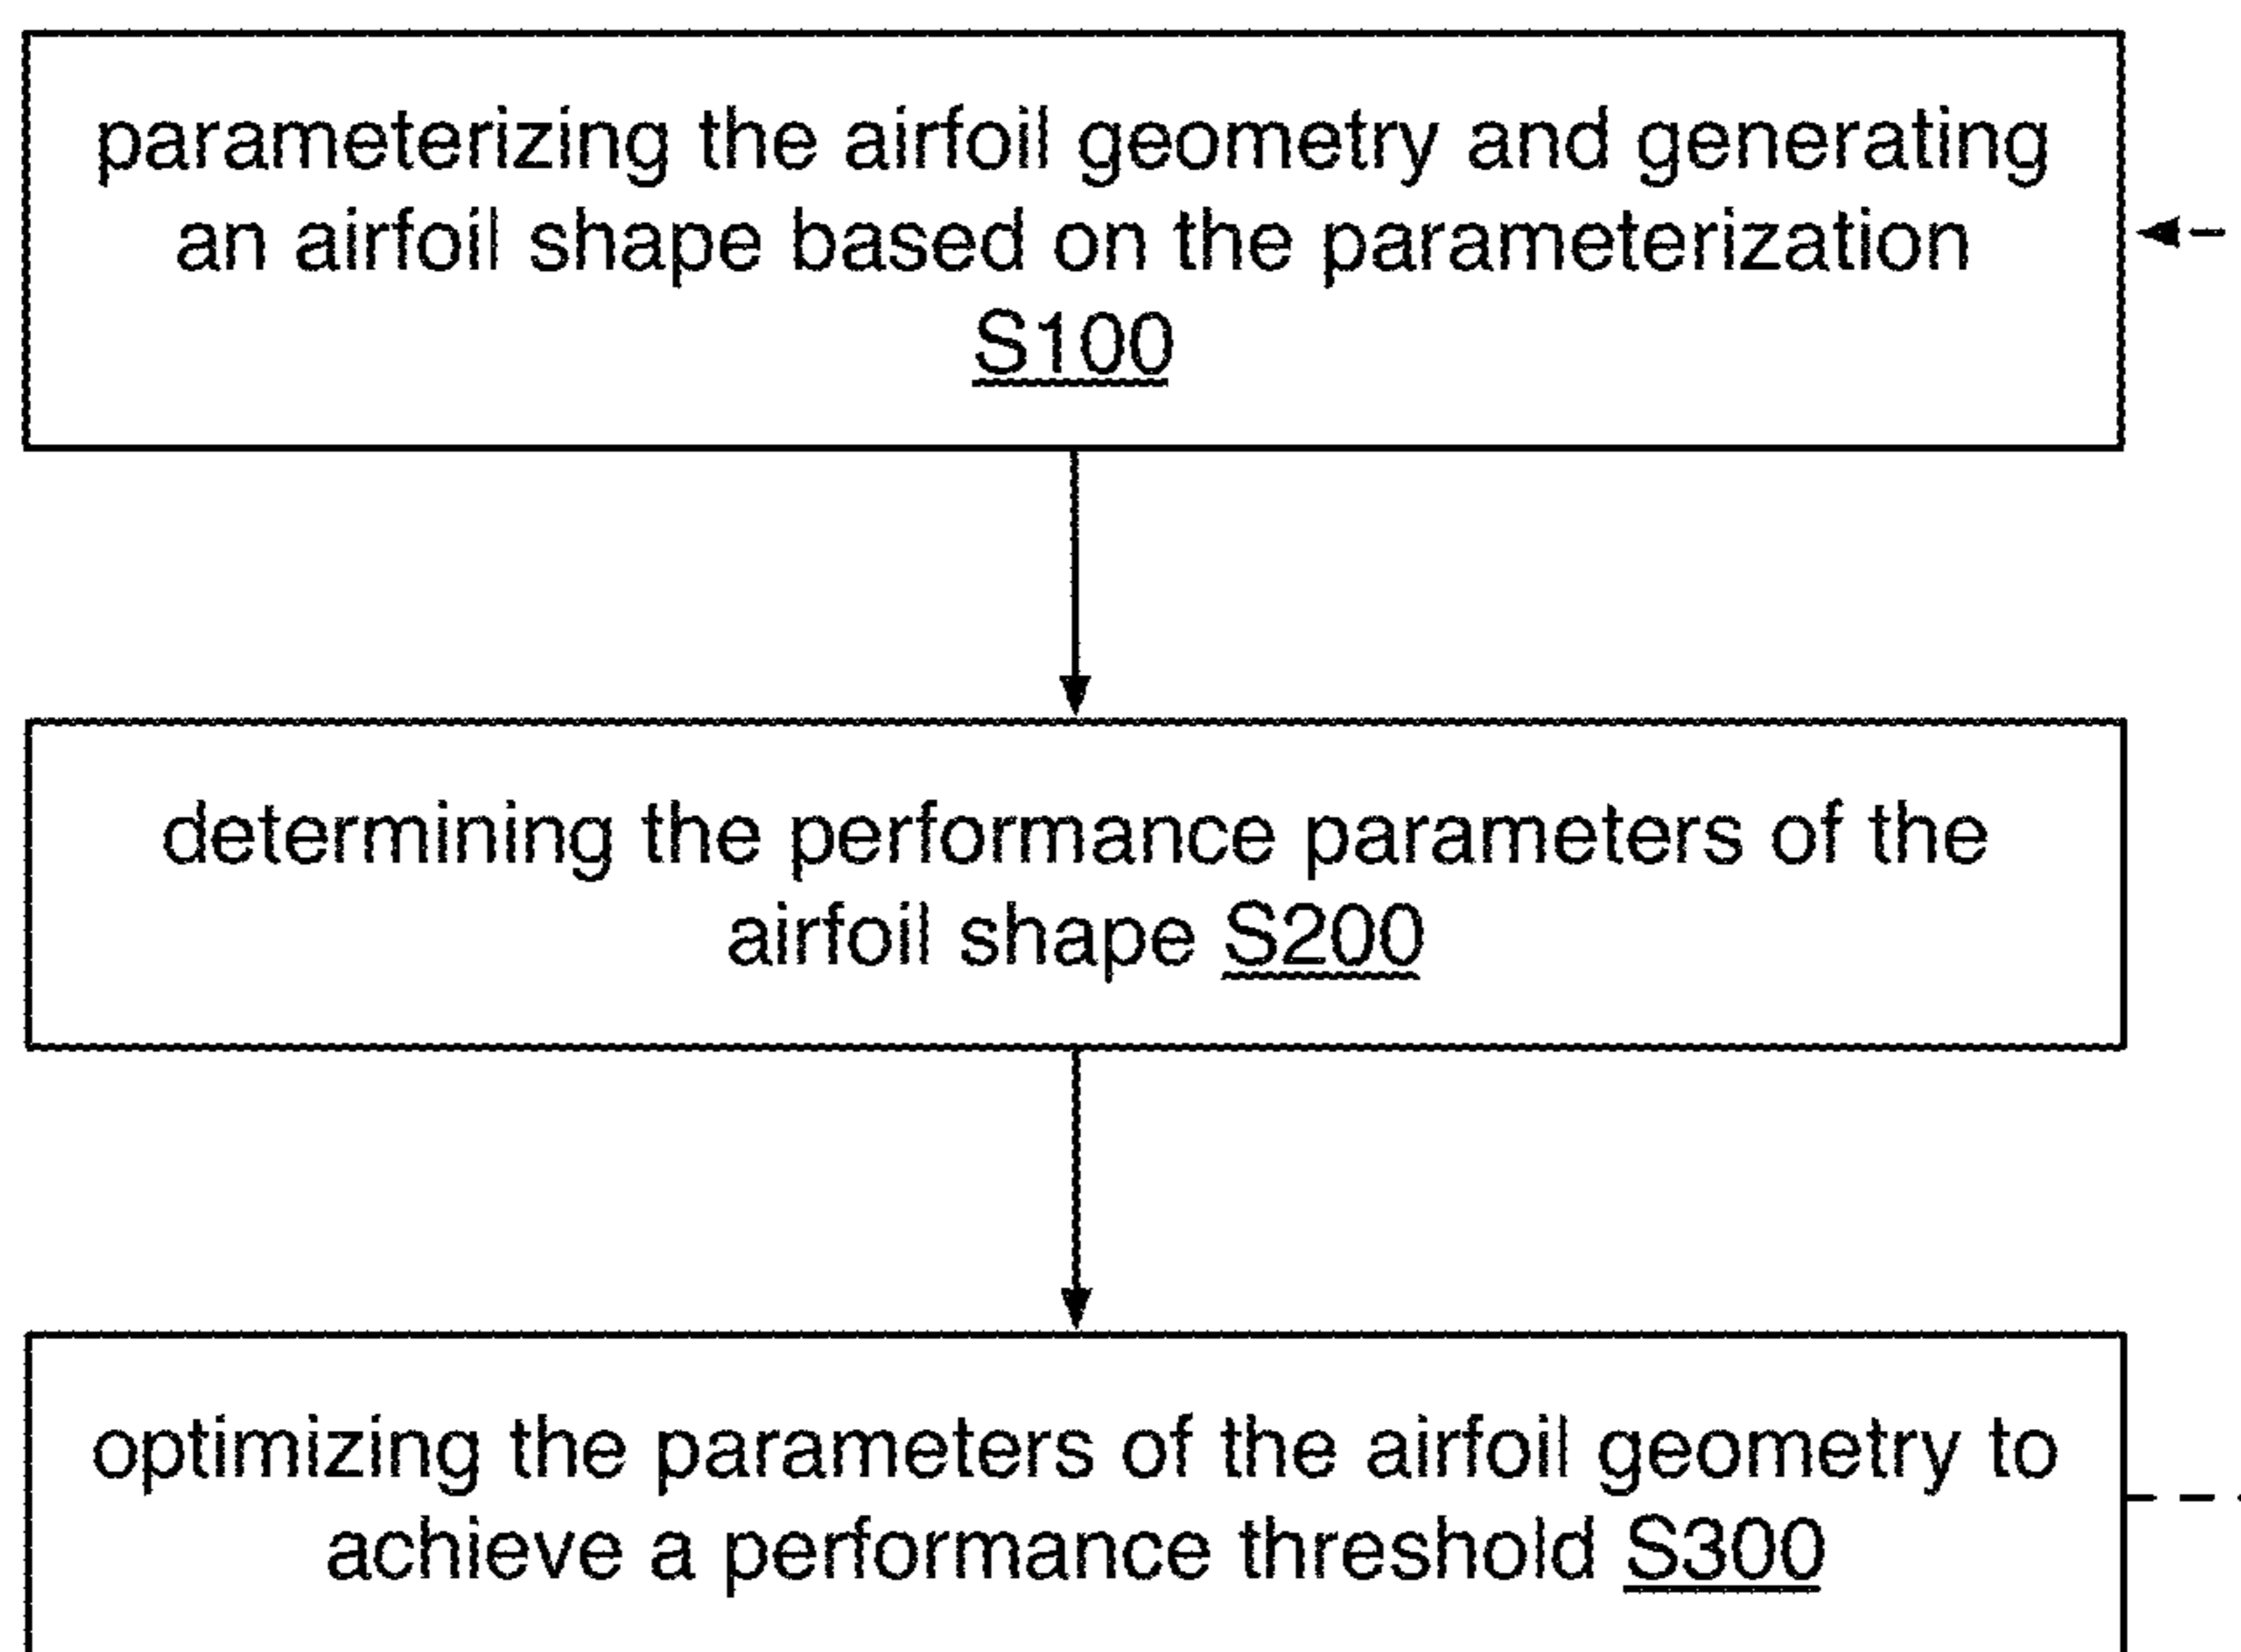 parameterizing the airfoil geometry and generating
an airfoil shape based on the parameterization
S100
determining the performance parameters of the
airfoil shape S200
optimizing the parameters of the airfoil geometry to
achieve a performance threshold S300